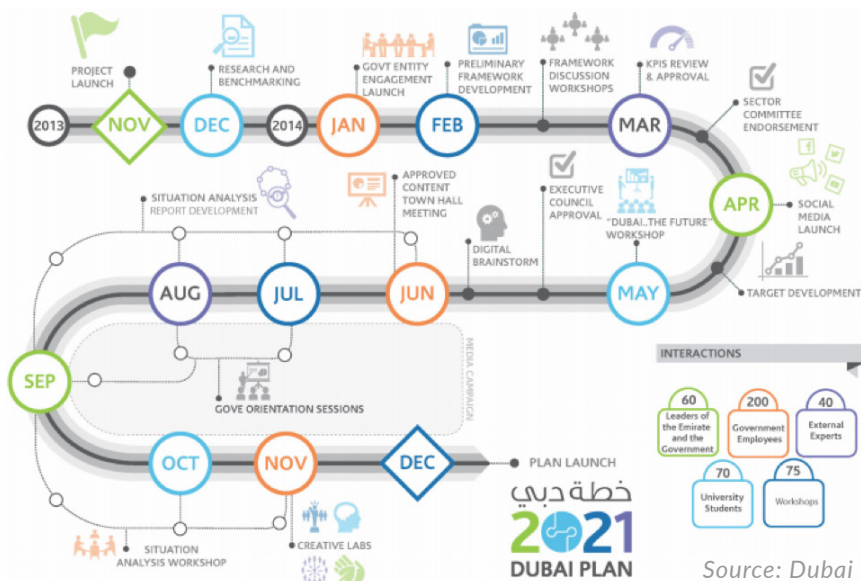 PROJECT
LAUNCH
RESEARCH AND
BENCHMARKING
GOVT ENTITY
ENGAGEMENT
LAUNCH
PRELIMINARY
FRAMEWORK
DEVELOPMENT
FRAMEWORK
DISCUSSION
WORKSHOPS
KPIS REVIEW
& APPROVAL
SECTOR
COMMITTEE
ENDORSEMENT
2013
NOV
DEC
2014
JAN
FEB
MAR
APR
SOCIAL
MEDIA
LAUNCH
SITUATION ANALYSIS
REPORT DEVELOPMENT
APPROVED
CONTENT
TOWN HALL
MEETING
DIGITAL
BRAINSTORM
EXECUTIVE
COUNCIL
APPROVAL
"DUBAI..THE FUTURE"
WORKSHOP
TARGET DEVELOPMENT
AUG
JUL
JUN
MAY
SEP
GOVE ORIENTATION SESSIONS
MEDIA CAMPAIGN
OCT
NOV
DEC
PLAN LAUNCH
SITUATION
ANALYSIS WORKSHOP
CREATIVE LABS
خطة دبي
2021
DUBAI PLAN
INTERACTIONS
60
Leaders of
the Emirate
and the
Government
200
Government
Employees
40
External
Experts
70
University
Students
75
Workshops
Source: Dubai